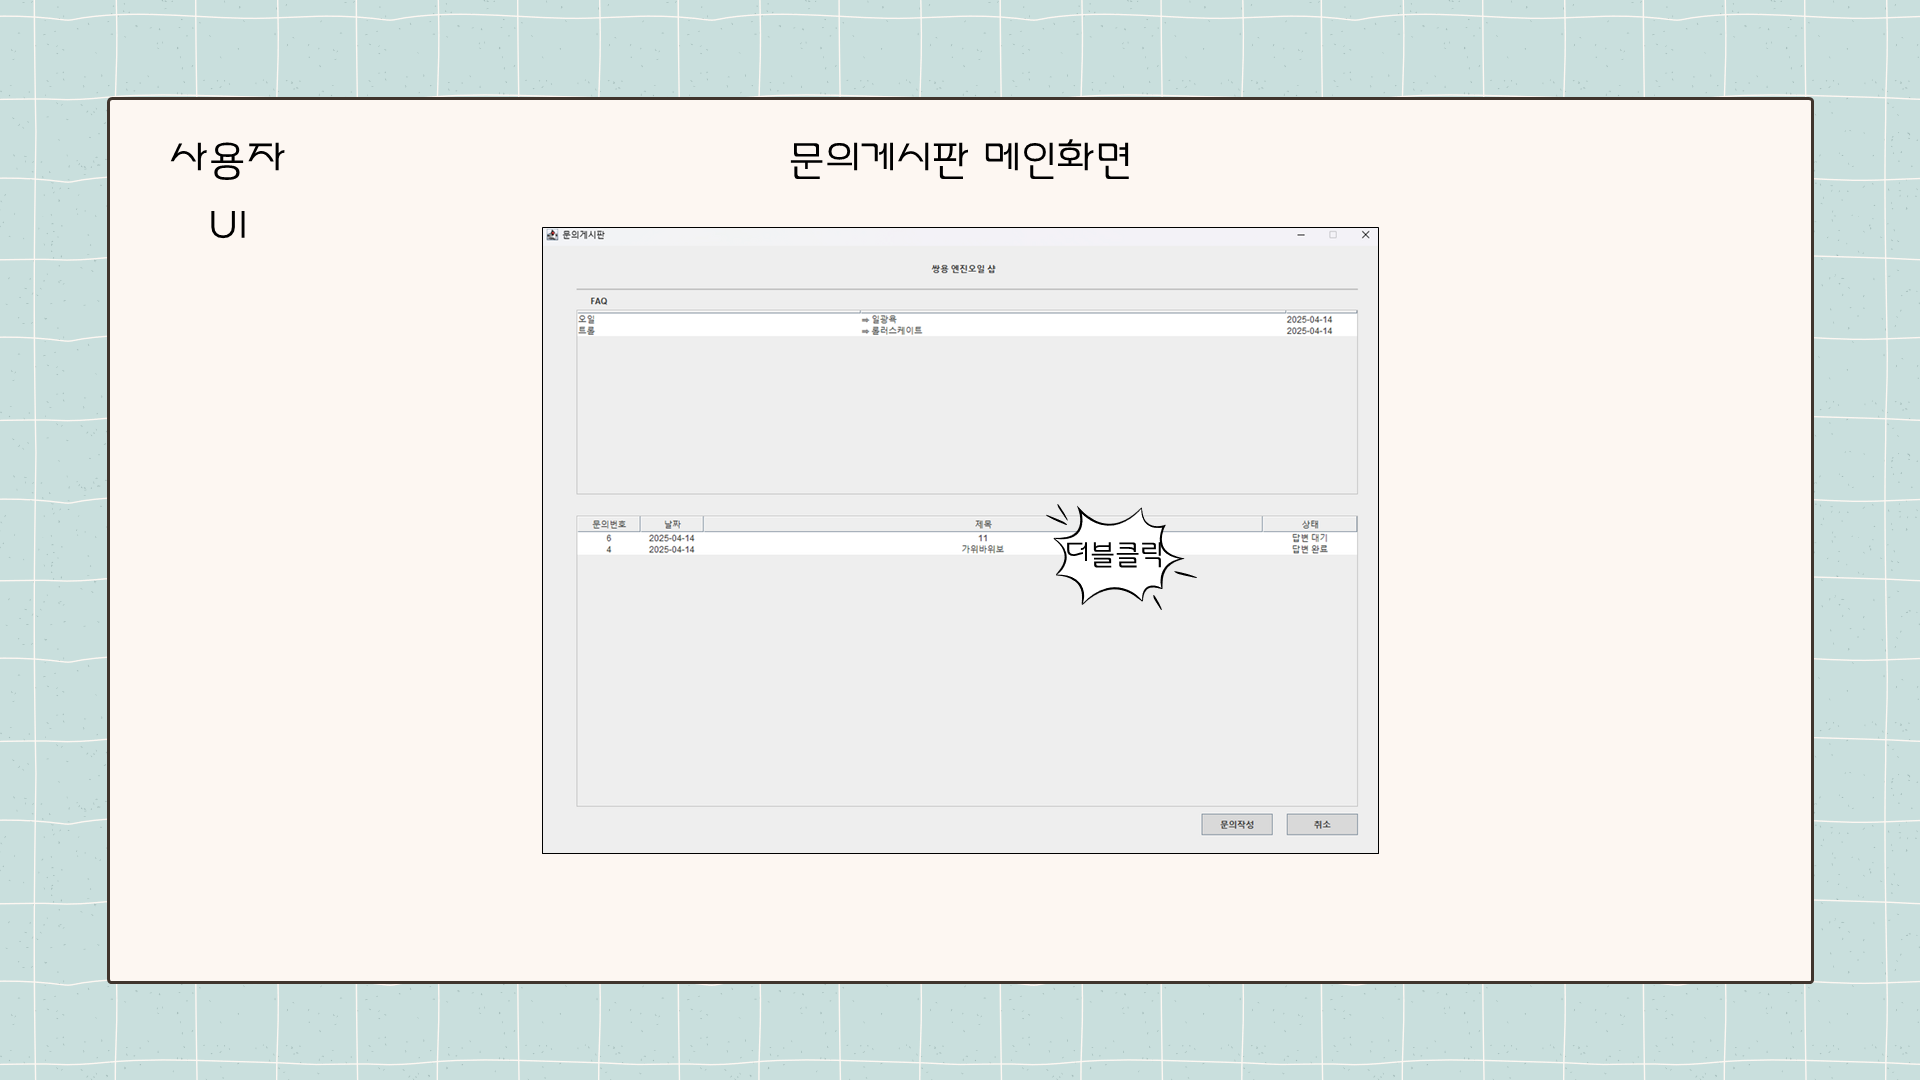 사용자
UI
문의게시판 메인화면
문의게시판
쌍용 엔진오일 샵
FAQ
오일 ⇒ 일광욕 2025-04-14
트롤 ⇒ 롤러스케이트 2025-04-14
문의번호 날짜 제목 상태
6 2025-04-14 11 답변 대기
4 2025-04-14 가위바위보 답변 완료
더블클릭
문의작성 취소